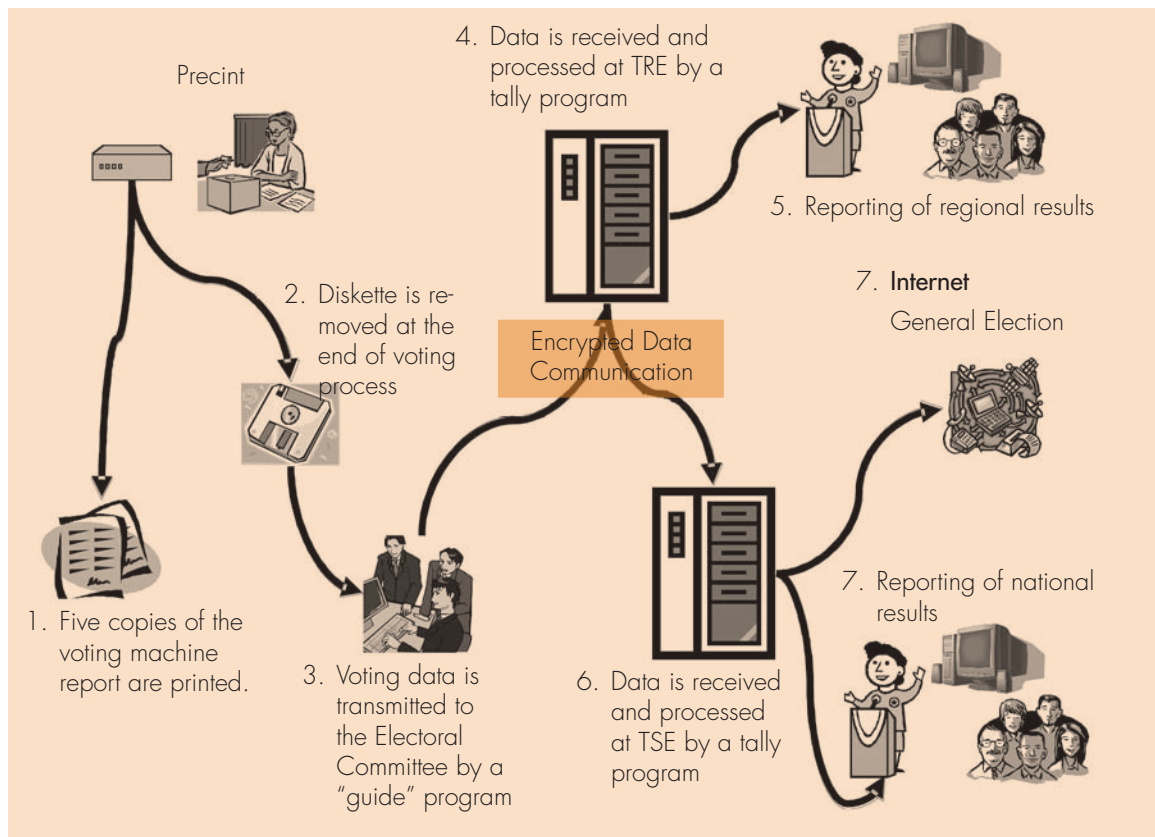 Precint
1. Five copies of the
voting machine
report are printed.
2. Diskette is re-
moved at the
end of voting
process
3. Voting data is
transmitted to
the Electoral
Committee by a
“guide” program
4. Data is received and
processed at TRE by a
tally program
Encrypted Data
Communication
5. Reporting of regional results
6. Data is received
and processed
at TSE by a tally
program
7. Internet
General Election
7. Reporting of national
results